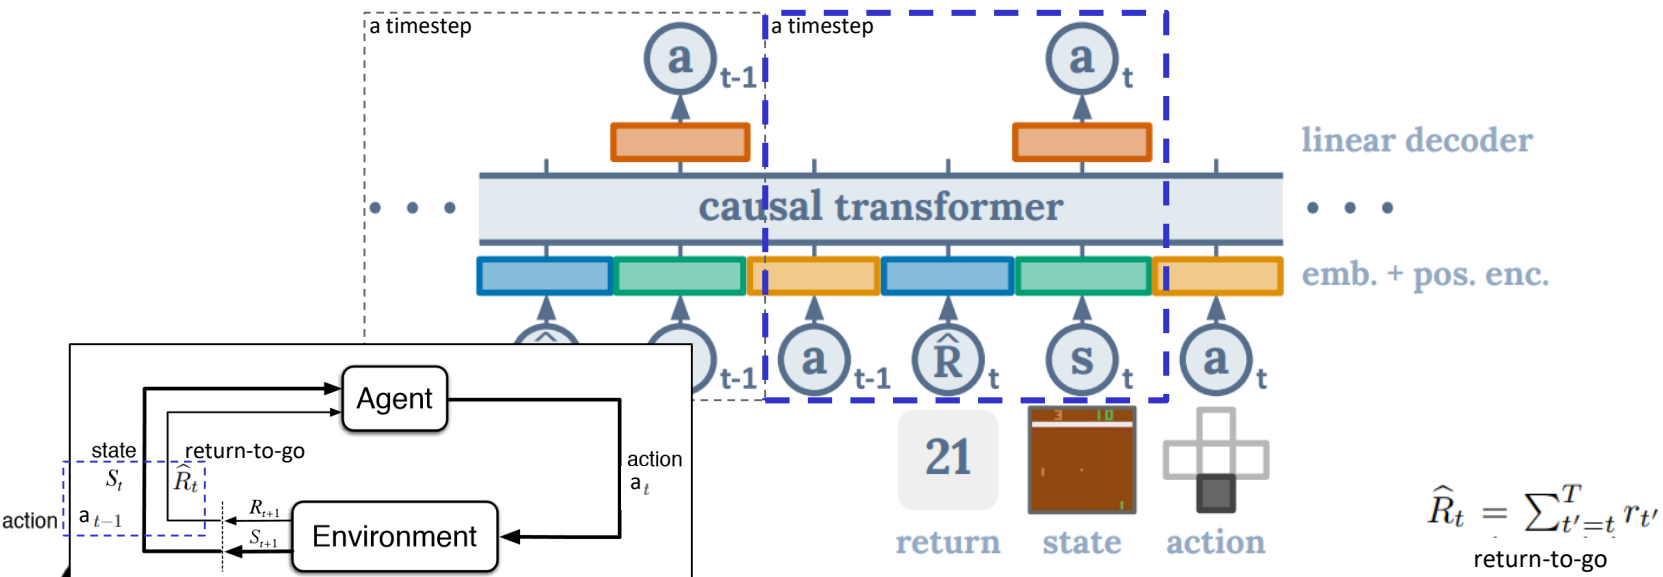 a timestep
a timestep
a t-1
a t
linear decoder
causal transformer
emb. + pos. enc.
t-1
a t-1
R̂ t
s t
a t
21
3 10
return
state
action
Agent
state
return-to-go
S_t
R̂_t
action
a_t
action
a_{t-1}
R_{t+1}
S_{t+1}
Environment
R̂_t = ∑_{t'=t}^{T} r_{t'}
return-to-go